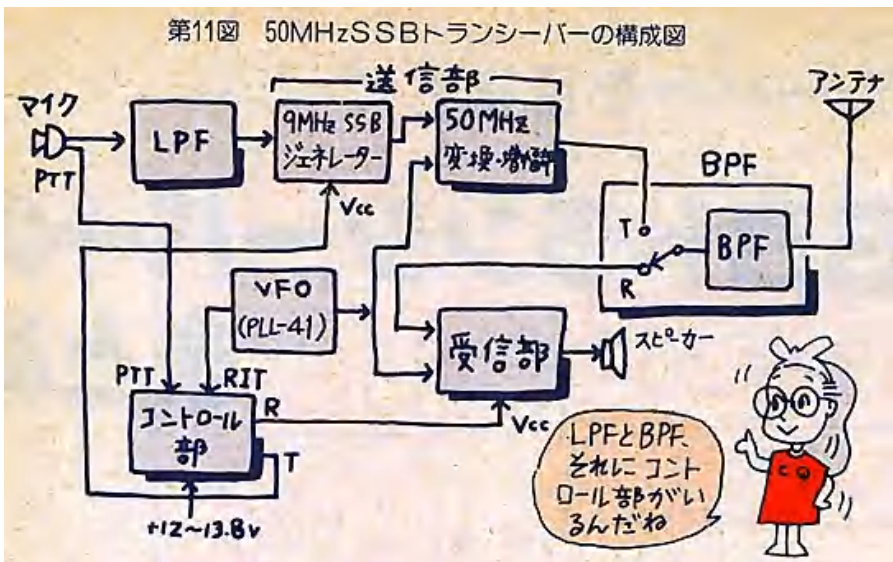 第11図 50MHzSSBトランシーバーの構成図
送信部
アンテナ
マイク
PTT
LPF
9MHz SSB
ジェネレーター
50MHz
変換・増幅
BPF
Vcc
T
R
BPF
VFO
(PLL-41)
受信部
スピーカー
PTT
RIT
コントロール
部
R
T
Vcc
+12~13.8v
LPFとBPF、
それにコント
ロール部がい
るんだね
CQ